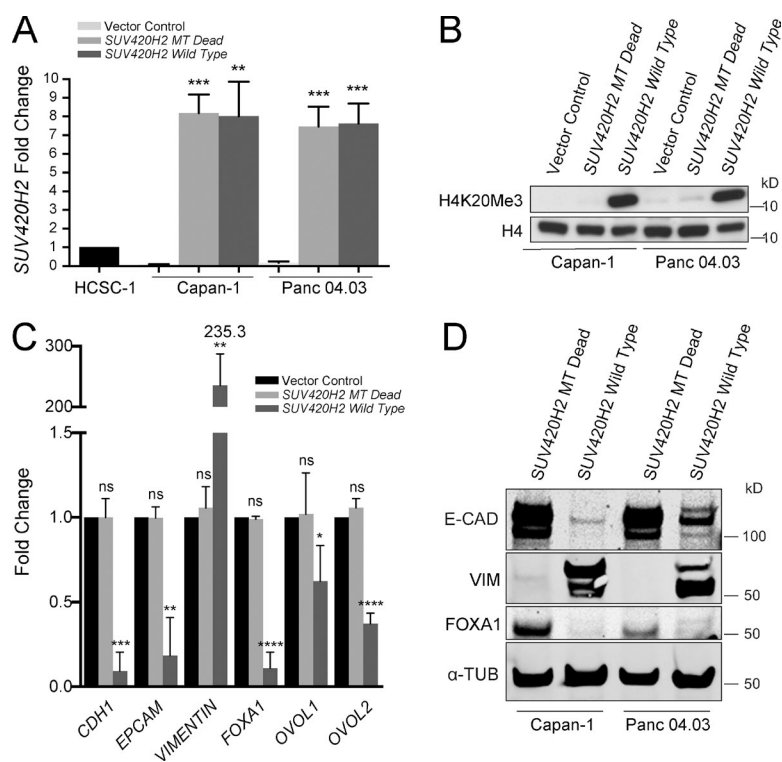 A
Vector Control
SUV420H2 MT Dead
SUV420H2 Wild Type
SUV420H2 Fold Change
10
9
8
7
6
5
4
3
2
1
0
***
**
***
***
HCSC-1
Capan-1
Panc 04.03
B
Vector Control
SUV420H2 MT Dead
SUV420H2 Wild Type
Vector Control
SUV420H2 MT Dead
SUV420H2 Wild Type
kD
H4K20Me3
10
H4
10
Capan-1
Panc 04.03
C
235.3
**
Vector Control
SUV420H2 MT Dead
SUV420H2 Wild Type
Fold Change
300
200
1.5
1.0
0.5
0.0
ns
***
ns
**
ns
ns
****
ns
*
ns
****
CDH1
EPCAM
VIMENTIN
FOXA1
OVOL1
OVOL2
D
SUV420H2 MT Dead
SUV420H2 Wild Type
SUV420H2 MT Dead
SUV420H2 Wild Type
kD
E-CAD
100
VIM
50
FOXA1
50
α-TUB
50
Capan-1
Panc 04.03